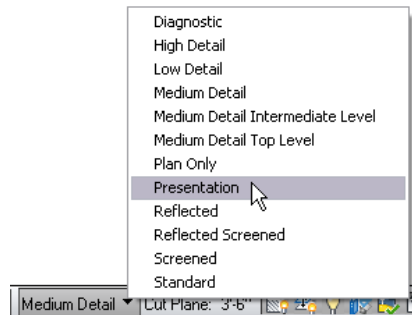 Diagnostic
High Detail
Low Detail
Medium Detail
Medium Detail Intermediate Level
Medium Detail Top Level
Plan Only
Presentation
Reflected
Reflected Screened
Screened
Standard
Medium Detail Cut Plane: 3'-6"